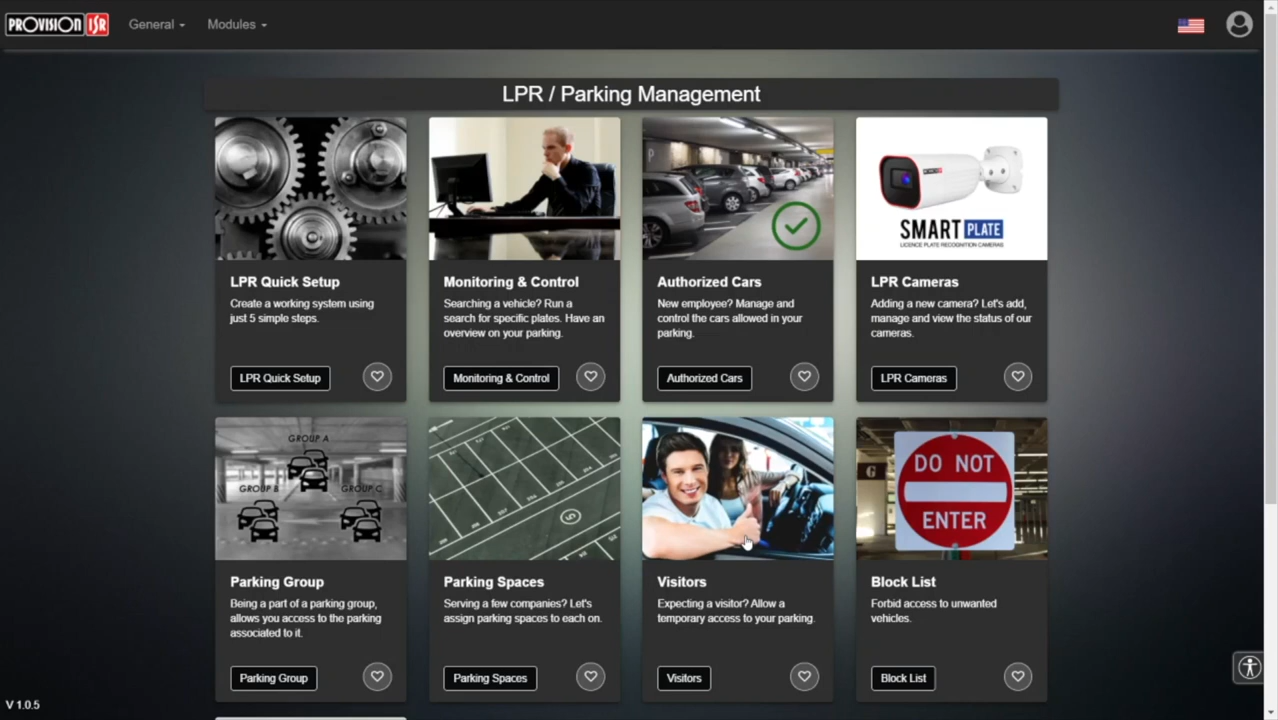 PROVISION ISR
General
Modules
LPR / Parking Management
SMART PLATE
LICENCE PLATE RECOGNITION CAMERAS
LPR Quick Setup
Create a working system using
just 5 simple steps.
LPR Quick Setup
Monitoring & Control
Searching a vehicle? Run a
search for specific plates. Have an
overview on your parking.
Monitoring & Control
Authorized Cars
New employee? Manage and
control the cars allowed in your
parking.
Authorized Cars
LPR Cameras
Adding a new camera? Let's add,
manage and view the status of our
cameras.
LPR Cameras
GROUP A
GROUP B
GROUP C
Parking Group
Being a part of a parking group,
allows you access to the parking
associated to it.
Parking Group
Parking Spaces
Serving a few companies? Let's
assign parking spaces to each on.
Parking Spaces
Visitors
Expecting a visitor? Allow a
temporary access to your parking.
Visitors
G
DO NOT
ENTER
Block List
Forbid access to unwanted
vehicles.
Block List
V 1.0.5